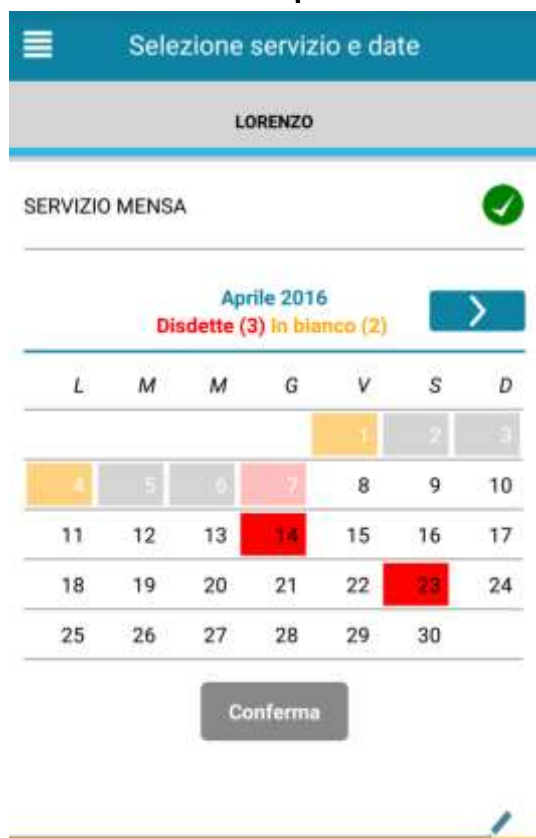 Selezione servizio e date
LORENZO
SERVIZIO MENSA
Aprile 2016
Disdette (3) In bianco (2)
L M M G V S D
1 2 3
4 5 6 7 8 9 10
11 12 13 14 15 16 17
18 19 20 21 22 23 24
25 26 27 28 29 30
Conferma